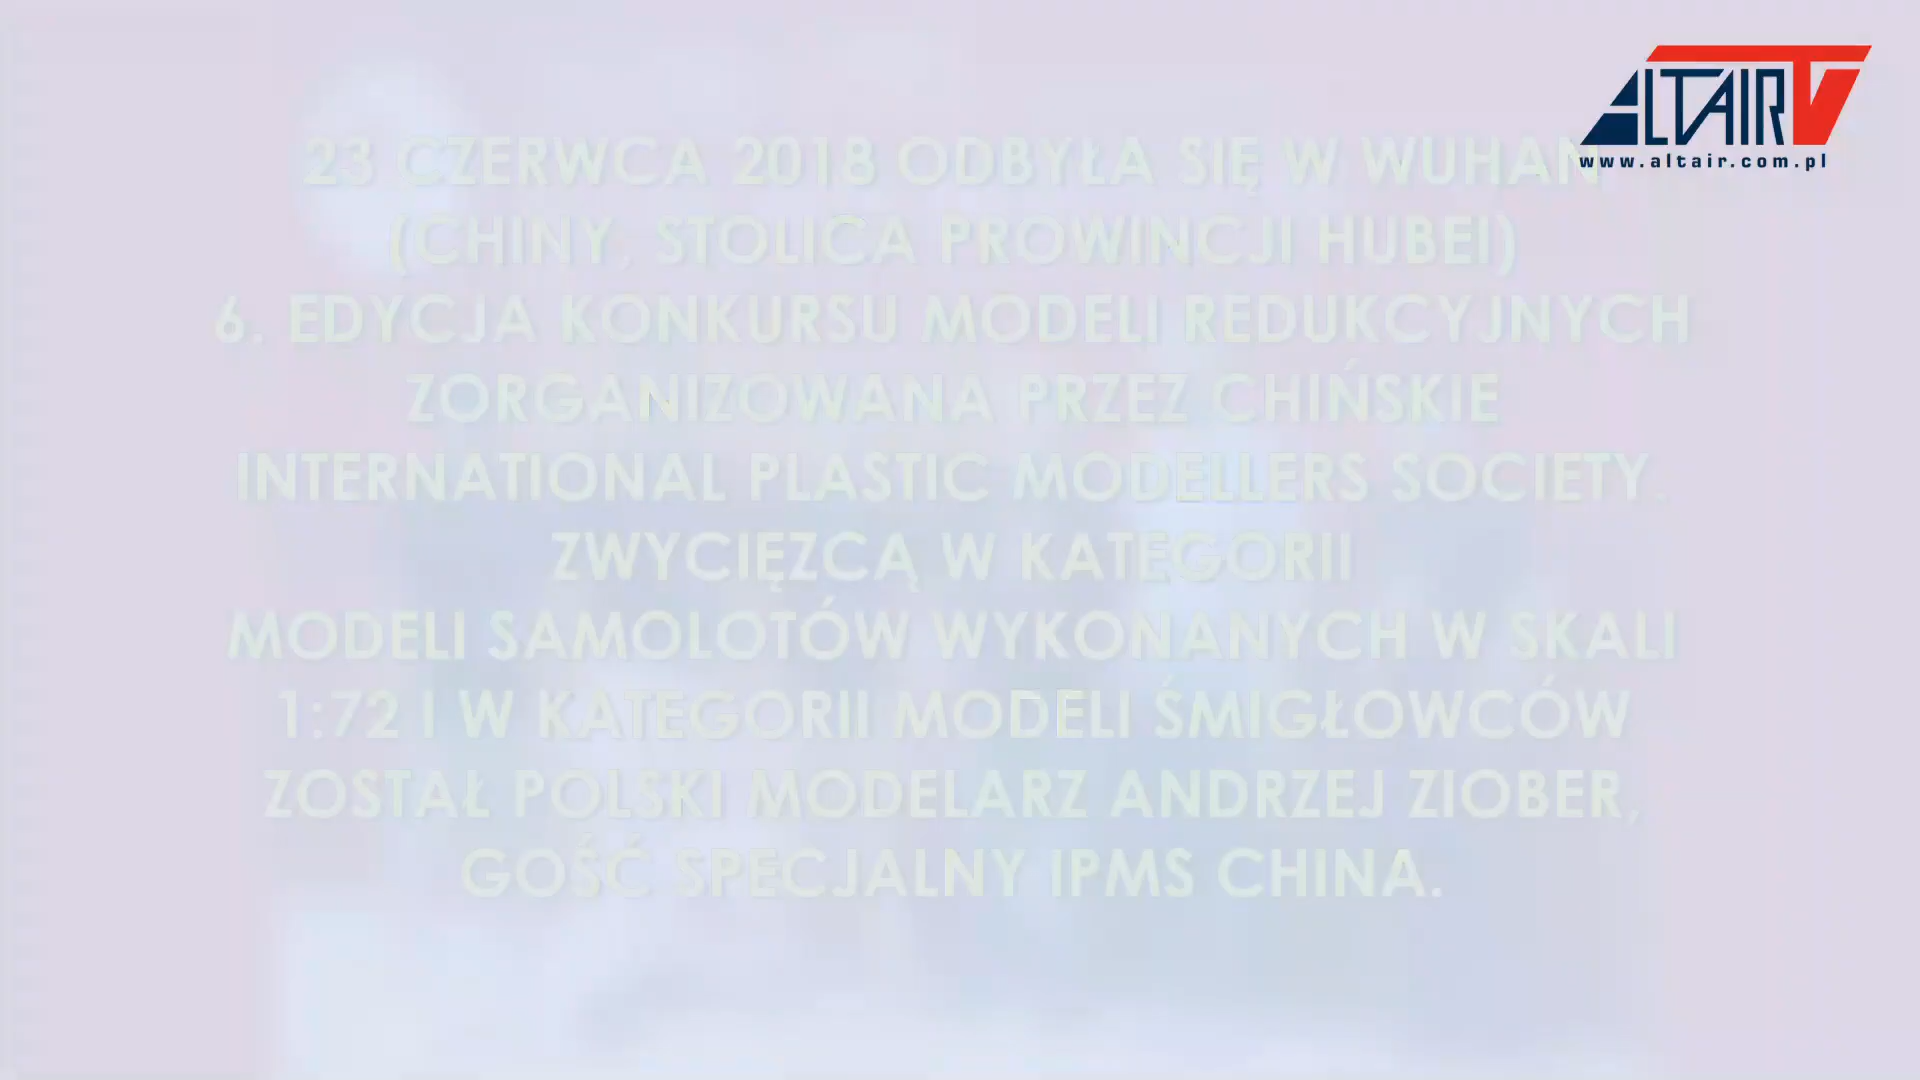 ALTAIR TV
www.altair.com.pl
23 CZERWCA 2018 ODBYŁA SIĘ W WUHAN
(CHINY, STOLICA PROWINCJI HUBEI)
6. EDYCJA KONKURSU MODELI REDUKCYJNYCH
ZORGANIZOWANA PRZEZ CHIŃSKIE
INTERNATIONAL PLASTIC MODELLERS SOCIETY.
ZWYCIĘZCĄ W KATEGORII
MODELI SAMOLOTÓW WYKONANYCH W SKALI
1:72 I W KATEGORII MODELI ŚMIGŁOWCÓW
ZOSTAŁ POLSKI MODELARZ ANDRZEJ ZIOBER,
GOŚĆ SPECJALNY IPMS CHINA.